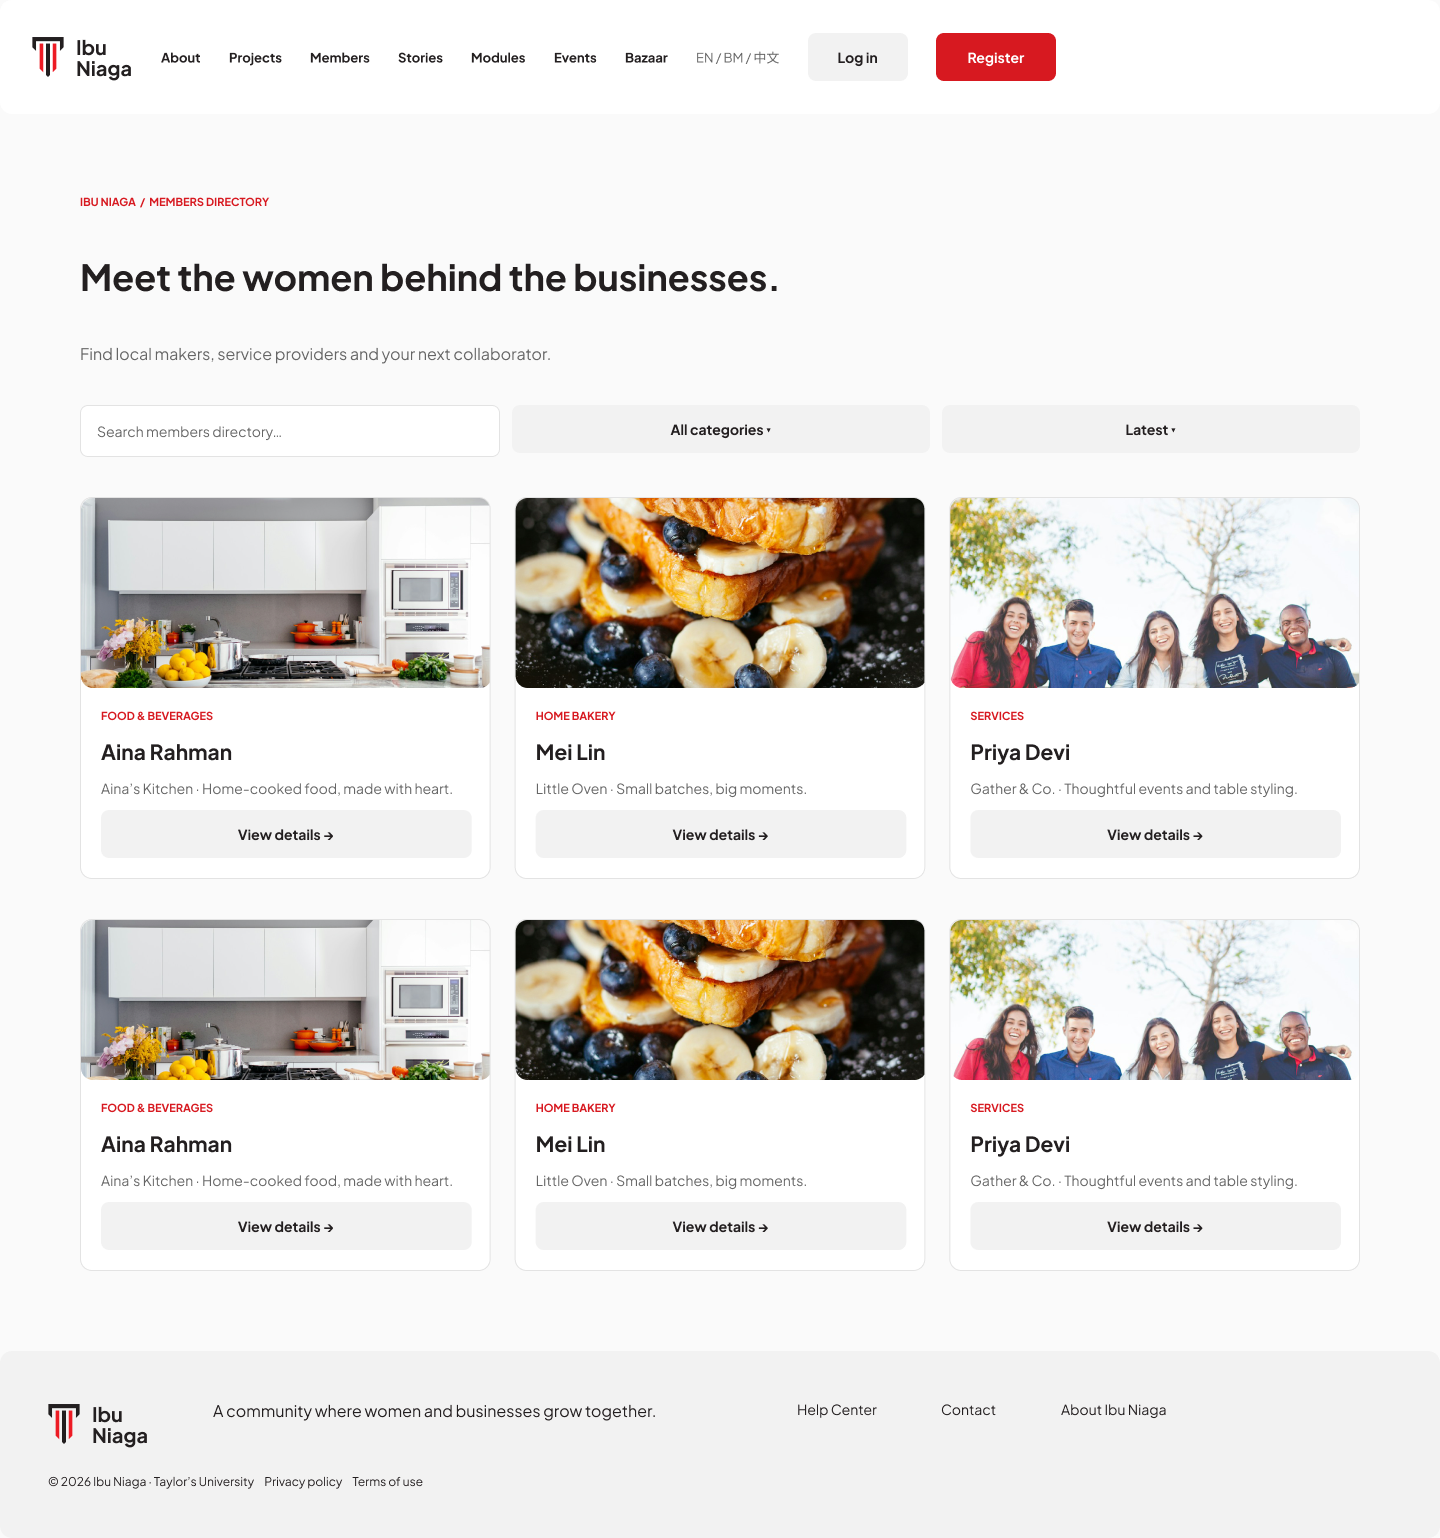 Ibu
Niaga
About
Projects
Members
Stories
Modules
Events
Bazaar
EN / BM / 中文
Log in
Register
IBU NIAGA / MEMBERS DIRECTORY
Meet the women behind the businesses.
Find local makers, service providers and your next collaborator.
Search members directory...
All categories ▾
Latest ▾
FOOD & BEVERAGES
Aina Rahman
Aina's Kitchen · Home-cooked food, made with heart.
View details →
HOME BAKERY
Mei Lin
Little Oven · Small batches, big moments.
View details →
SERVICES
Priya Devi
Gather & Co. · Thoughtful events and table styling.
View details →
FOOD & BEVERAGES
Aina Rahman
Aina's Kitchen · Home-cooked food, made with heart.
View details →
HOME BAKERY
Mei Lin
Little Oven · Small batches, big moments.
View details →
SERVICES
Priya Devi
Gather & Co. · Thoughtful events and table styling.
View details →
Ibu
Niaga
A community where women and businesses grow together.
Help Center
Contact
About Ibu Niaga
© 2026 Ibu Niaga · Taylor's University
Privacy policy
Terms of use